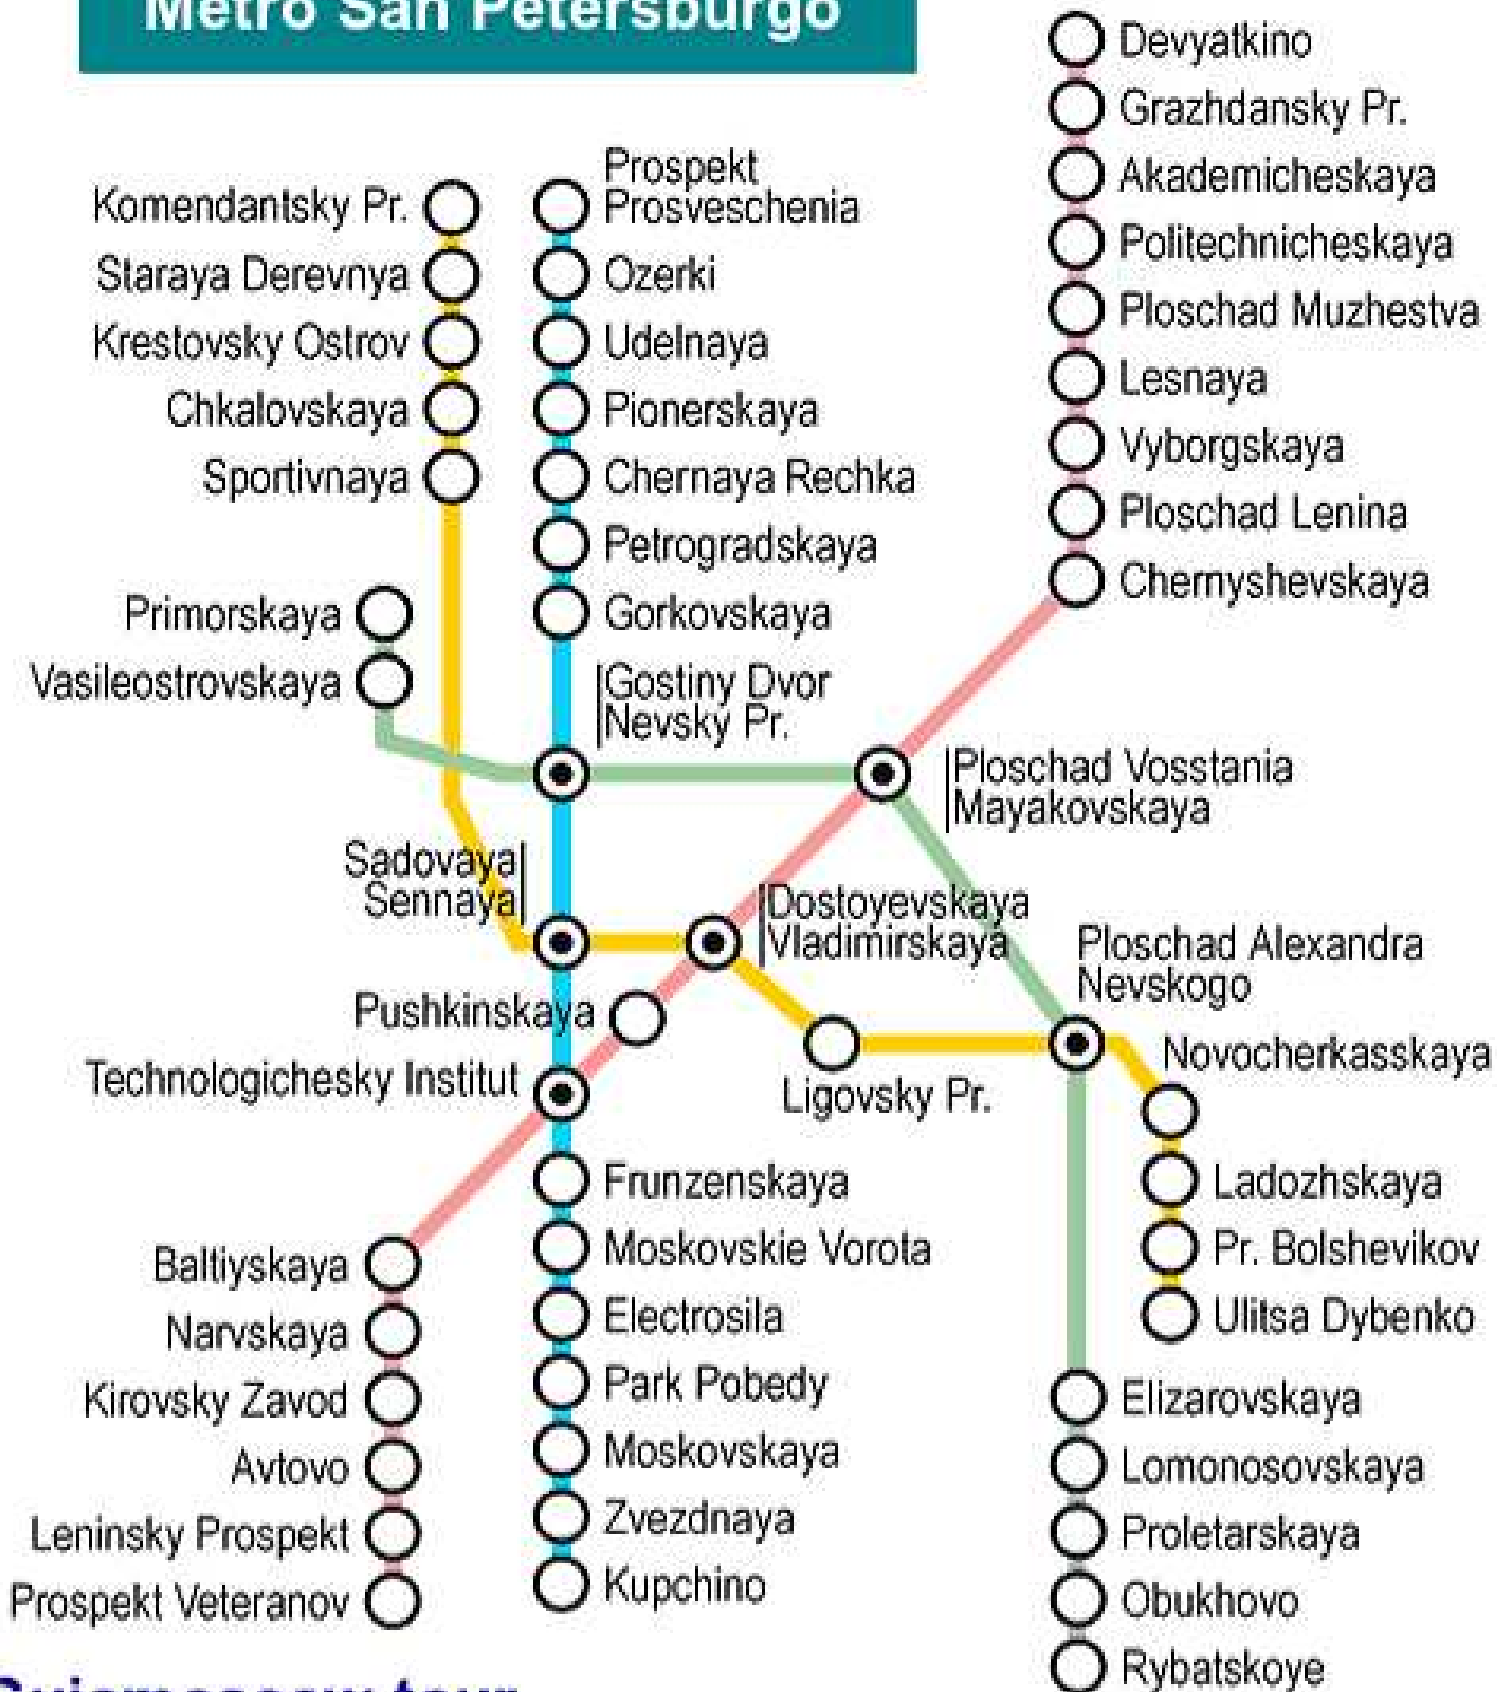 Metro San Petersburgo
Devyatkino
Grazhdansky Pr.
Akademicheskaya
Politechnicheskaya
Ploschad Muzhestva
Lesnaya
Vyborgskaya
Ploschad Lenina
Chernyshevskaya
Komendantsky Pr.
Staraya Derevnya
Krestovsky Ostrov
Chkalovskaya
Sportivnaya
Prospekt
Prosveschenia
Ozerki
Udelnaya
Pionerskaya
Chernaya Rechka
Petrogradskaya
Gorkovskaya
Primorskaya
Vasileostrovskaya
Gostiny Dvor
Nevsky Pr.
Ploschad Vosstania
Mayakovskaya
Sadovaya
Sennaya
Dostoyevskaya
Vladimirskaya
Ploschad Alexandra
Nevskogo
Pushkinskaya
Technologichesky Institut
Ligovsky Pr.
Novocherkasskaya
Ladozhskaya
Pr. Bolshevikov
Ulitsa Dybenko
Frunzenskaya
Moskovskie Vorota
Electrosila
Park Pobedy
Moskovskaya
Zvezdnaya
Kupchino
Baltiyskaya
Narvskaya
Kirovsky Zavod
Avtovo
Leninsky Prospekt
Prospekt Veteranov
Elizarovskaya
Lomonosovskaya
Proletarskaya
Obukhovo
Rybatskoye